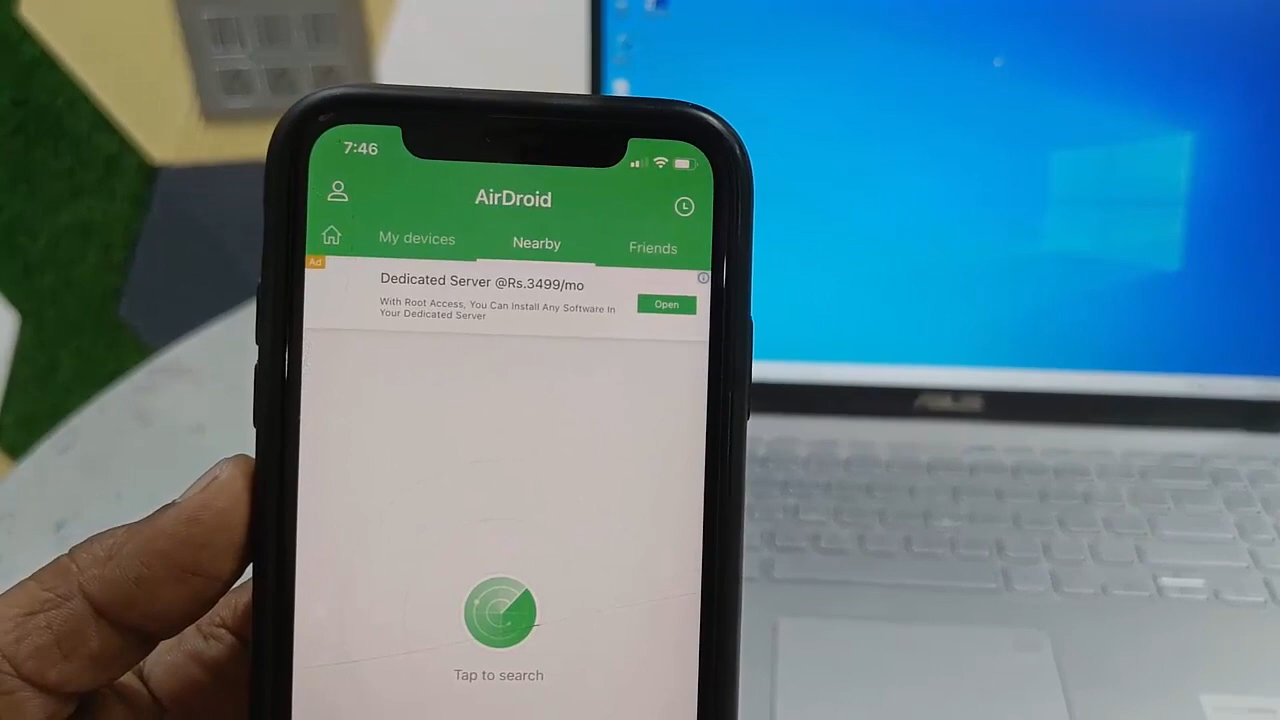 7:46
AirDroid
My devices
Nearby
Friends
Ad
Dedicated Server @Rs.3499/mo
With Root Access, You Can Install Any Software In
Your Dedicated Server
Open
Tap to search
ASUS